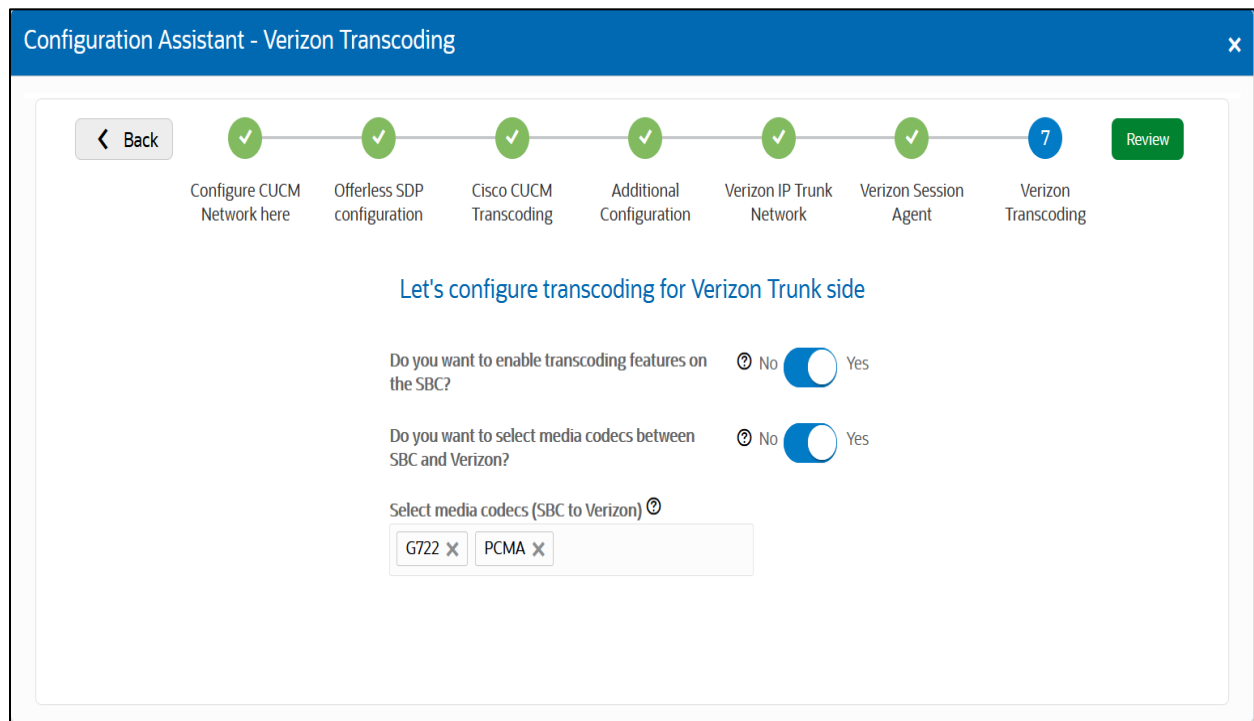 Configuration Assistant - Verizon Transcoding
×
Back
7
Review
Configure CUCM
Network here
Offerless SDP
configuration
Cisco CUCM
Transcoding
Additional
Configuration
Verizon IP Trunk
Network
Verizon Session
Agent
Verizon
Transcoding
Let's configure transcoding for Verizon Trunk side
Do you want to enable transcoding features on
the SBC?
? No Yes
Do you want to select media codecs between
SBC and Verizon?
? No Yes
Select media codecs (SBC to Verizon) ?
G722 × PCMA ×